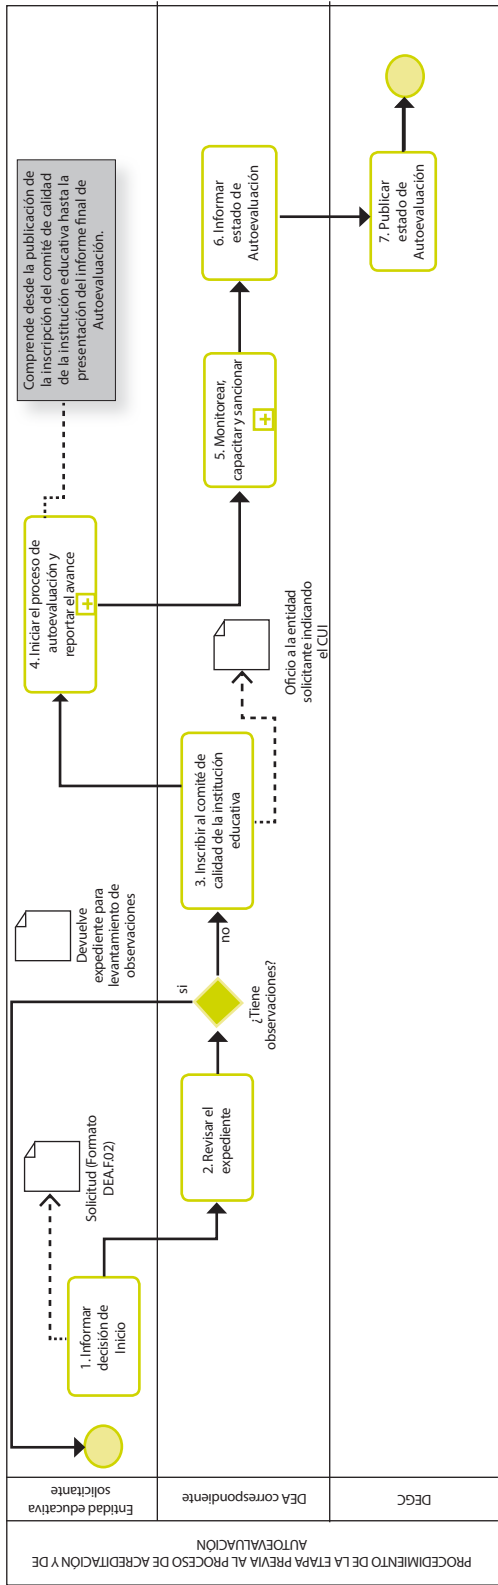 PROCEDIMIENTO DE LA ETAPA PREVIA AL PROCESO DE ACREDITACIÓN Y DE
AUTOEVALUACIÓN
Entidad educativa
solicitante
DEA correspondiente
DEGC
1. Informar
decisión de
Inicio
Solicitud (Formato
DEA.F.02)
2. Revisar el
expediente
¿Tiene
observaciones?
si
no
Devuelve
expediente para
levantamiento de
observaciones
3. Inscribir al comité de
calidad de la institución
educativa
Oficio a la entidad
solicitante indicando
el CUI
4. Iniciar el proceso de
autoevaluación y
reportar el avance
Comprende desde la publicación de
la inscripción del comité de calidad
de la institución educativa hasta la
presentación del informe final de
Autoevaluación.
5. Monitorear,
capacitar y sancionar
6. Informar
estado de
Autoevaluación
7. Publicar
estado de
Autoevaluación